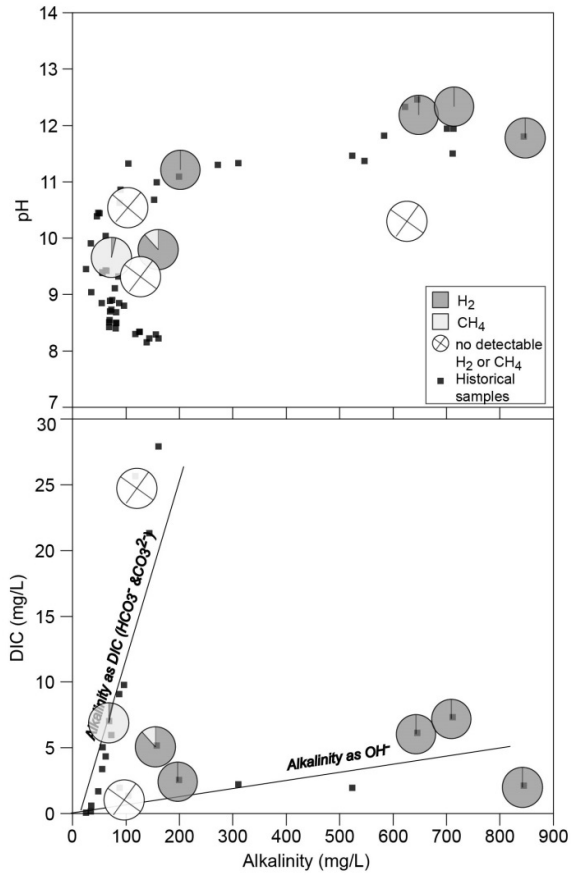 14
13
12
11
10
9
8
7
pH
H₂
CH₄
no detectable
H₂ or CH₄
Historical
samples
30
25
20
15
10
5
0
DIC (mg/L)
Alkalinity as DIC (HCO3⁻ &CO3²⁻)
Alkalinity as OH⁻
0 100 200 300 400 500 600 700 800 900
Alkalinity (mg/L)